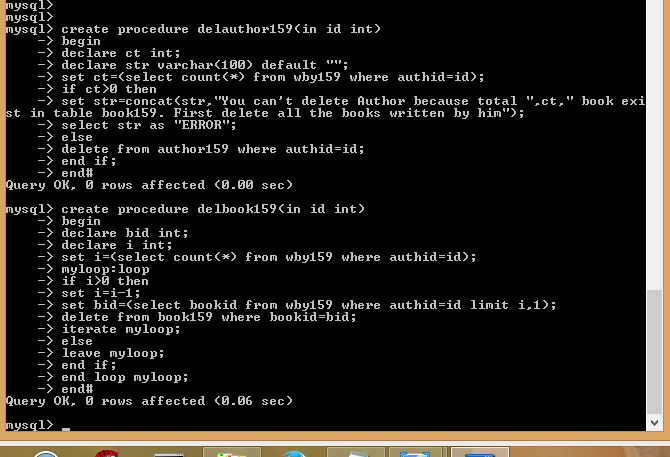 mysql>
mysql>
mysql> create procedure delauthor159(in id int)
    -> begin
    -> declare ct int;
    -> declare str varchar(100) default "";
    -> set ct=(select count(*) from wby159 where authid=id);
    -> if ct>0 then
    -> set str=concat(str,"You can't delete Author because total ",ct," book exi
st in table book159. First delete all the books written by him");
    -> select str as "ERROR";
    -> else
    -> delete from author159 where authid=id;
    -> end if;
    -> end#
Query OK, 0 rows affected (0.00 sec)
mysql> create procedure delbook159(in id int)
    -> begin
    -> declare bid int;
    -> declare i int;
    -> set i=(select count(*) from wby159 where authid=id);
    -> myloop:loop
    -> if i>0 then
    -> set i=i-1;
    -> set bid=(select bookid from wby159 where authid=id limit i,1);
    -> delete from book159 where bookid=bid;
    -> iterate myloop;
    -> else
    -> leave myloop;
    -> end if;
    -> end loop myloop;
    -> end#
Query OK, 0 rows affected (0.06 sec)
mysql> _